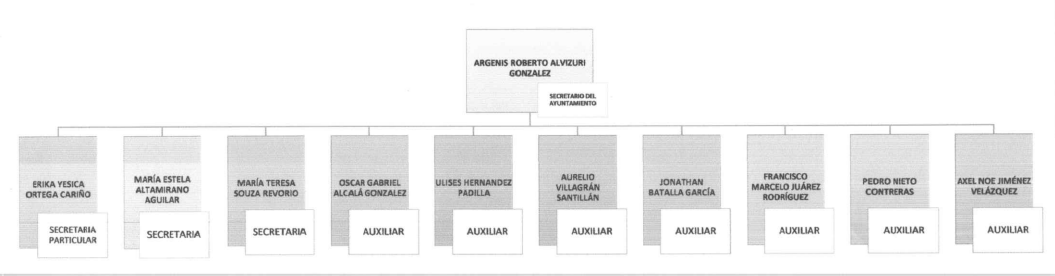 ARGENIS ROBERTO ALVIZURI
GONZALEZ
SECRETARIO DEL
AYUNTAMIENTO
ERIKA YESICA
ORTEGA CARIÑO
SECRETARIA
PARTICULAR
MARÍA ESTELA
ALTAMIRANO
AGUILAR
SECRETARIA
MARÍA TERESA
SOUZA REVORIO
SECRETARIA
OSCAR GABRIEL
ALCALÁ GONZALEZ
AUXILIAR
ULISES HERNANDEZ
PADILLA
AUXILIAR
AURELIO
VILLAGRÁN
SANTILLÁN
AUXILIAR
JONATHAN
BATALLA GARCÍA
AUXILIAR
FRANCISCO
MARCELO JUÁREZ
RODRÍGUEZ
AUXILIAR
PEDRO NIETO
CONTRERAS
AUXILIAR
AXEL NOE JIMÉNEZ
VELÁZQUEZ
AUXILIAR